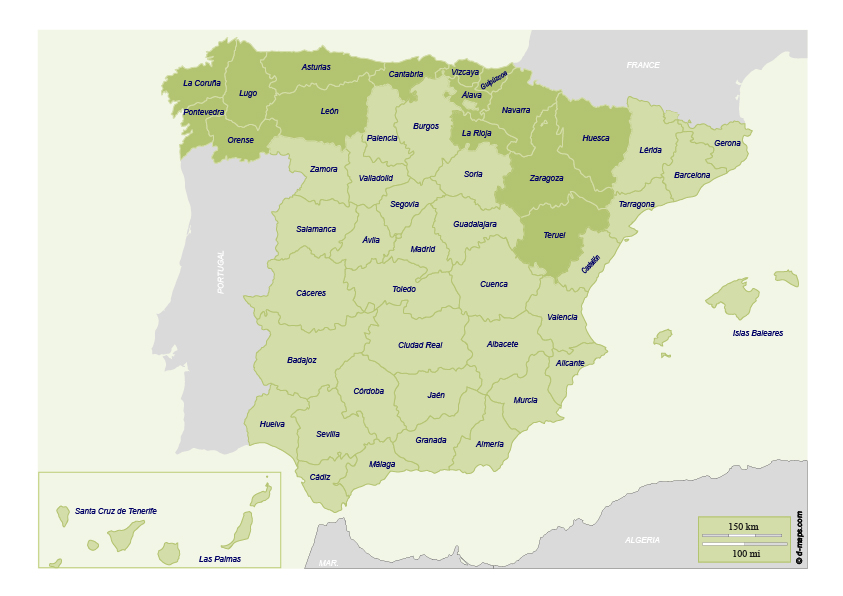 FRANCE
Asturias
Cantabria
Vizcaya
Guipúzcoa
La Coruña
Lugo
Álava
Navarra
León
Pontevedra
Burgos
La Rioja
Palencia
Huesca
Orense
Gerona
Lérida
Zamora
Valladolid
Soria
Zaragoza
Barcelona
Segovia
Tarragona
Salamanca
Ávila
Guadalajara
Teruel
Madrid
Castellón
PORTUGAL
Cáceres
Toledo
Cuenca
Valencia
Islas Baleares
Badajoz
Ciudad Real
Albacete
Alicante
Córdoba
Jaén
Murcia
Huelva
Sevilla
Granada
Almería
Málaga
Cádiz
Santa Cruz de Tenerife
Las Palmas
MAR.
ALGERIA
150 km
100 mi
© d-maps.com